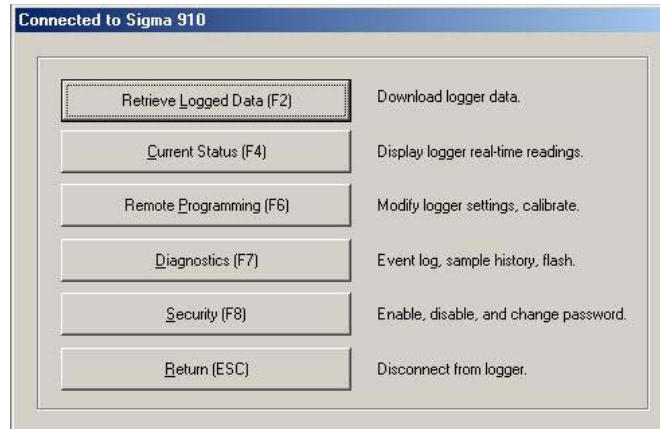 Connected to Sigma 910
Retrieve Logged Data (F2) Download logger data.
Current Status (F4) Display logger real-time readings.
Remote Programming (F6) Modify logger settings, calibrate.
Diagnostics (F7) Event log, sample history, flash.
Security (F8) Enable, disable, and change password.
Return (ESC) Disconnect from logger.